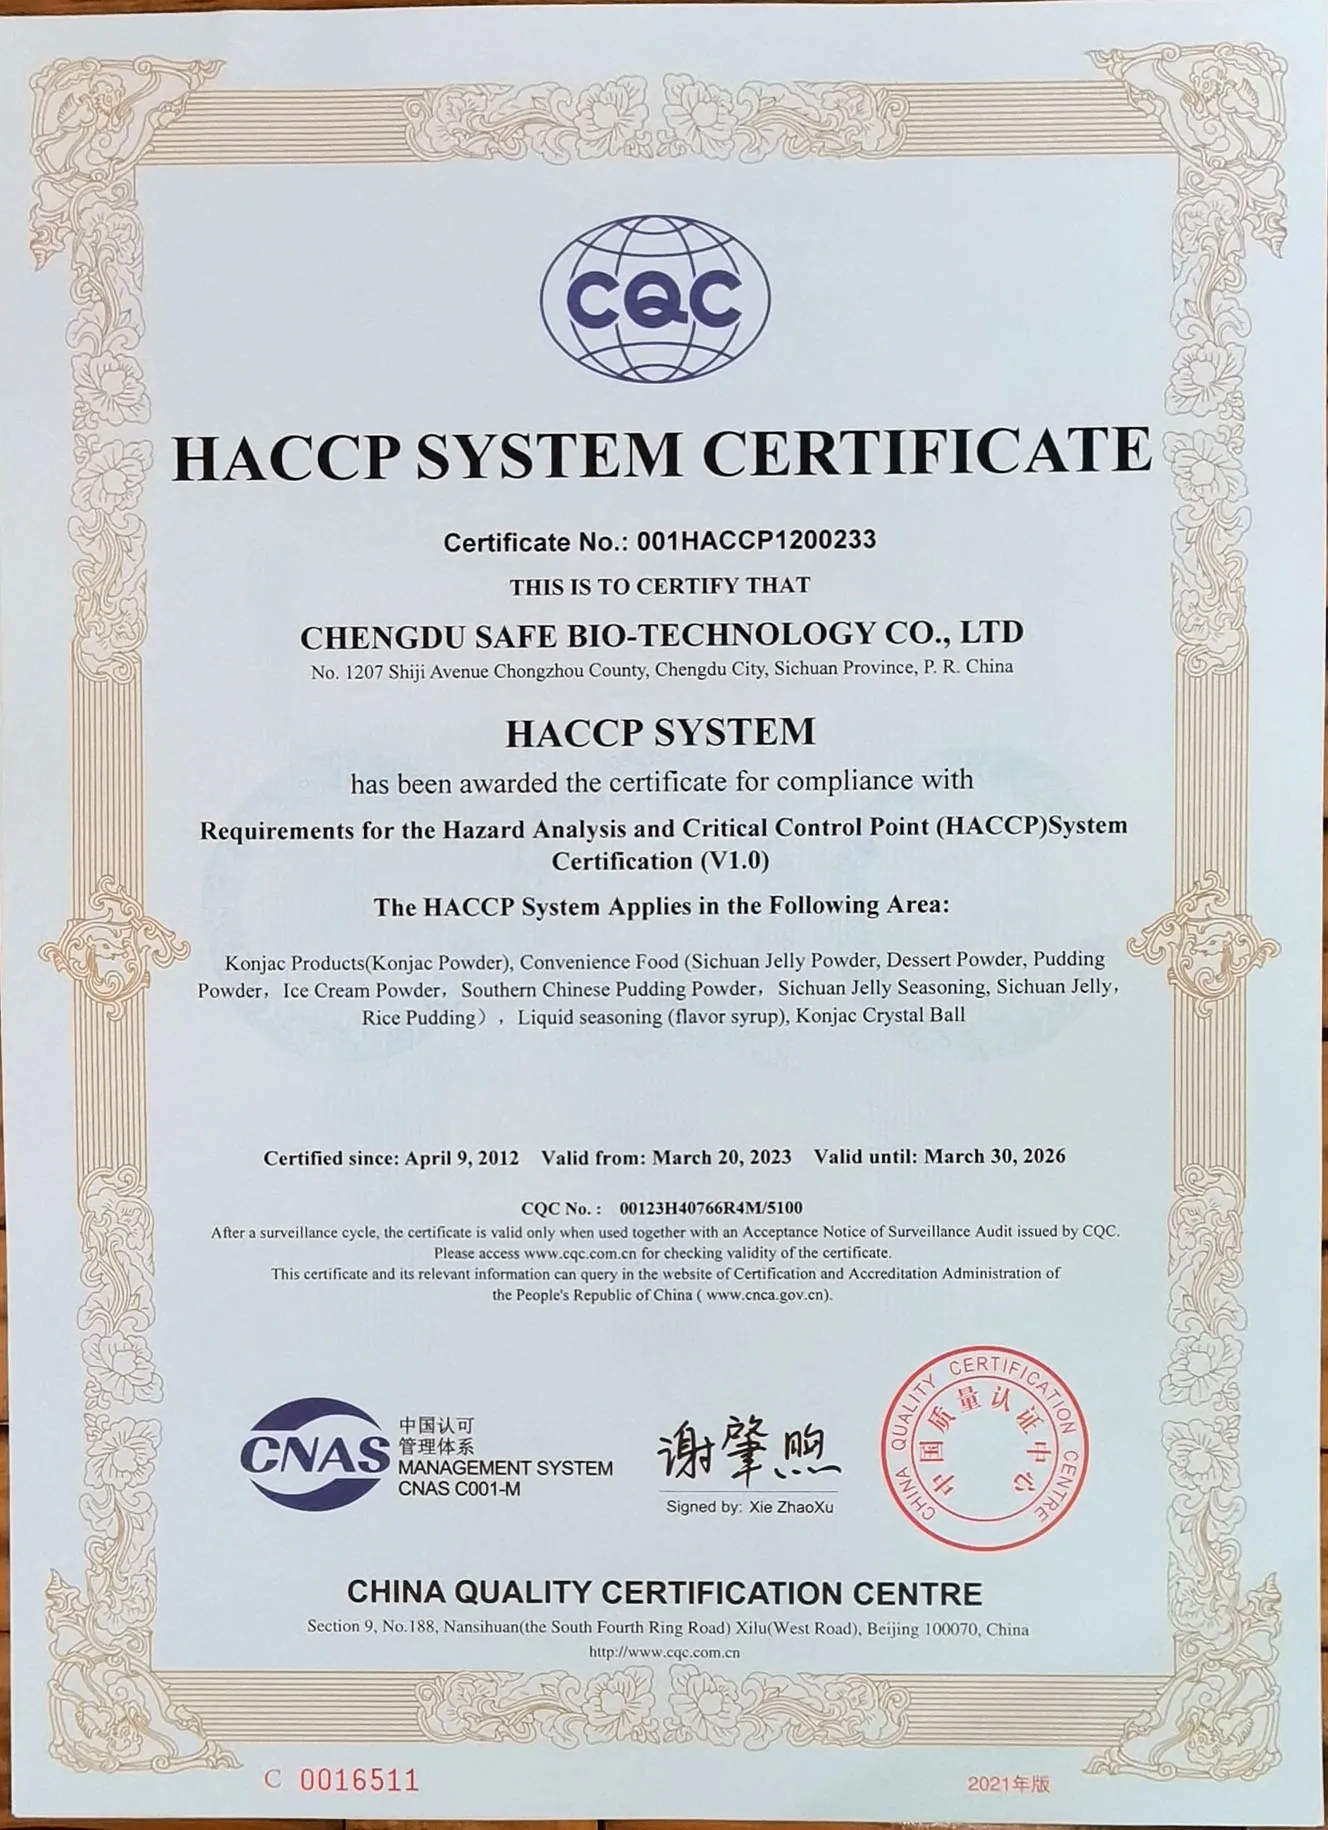 CQC
HACCP SYSTEM CERTIFICATE
Certificate No.: 001HACCP1200233
THIS IS TO CERTIFY THAT
CHENGDU SAFE BIO-TECHNOLOGY CO., LTD
No. 1207 Shiji Avenue Chongzhou County, Chengdu City, Sichuan Province, P. R. China
HACCP SYSTEM
has been awarded the certificate for compliance with
Requirements for the Hazard Analysis and Critical Control Point (HACCP)System
Certification (V1.0)
The HACCP System Applies in the Following Area:
Konjac Products(Konjac Powder), Convenience Food (Sichuan Jelly Powder, Dessert Powder, Pudding
Powder，Ice Cream Powder，Southern Chinese Pudding Powder，Sichuan Jelly Seasoning, Sichuan Jelly，
Rice Pudding），Liquid seasoning (flavor syrup), Konjac Crystal Ball
Certified since: April 9, 2012 Valid from: March 20, 2023 Valid until: March 30, 2026
CQC No.： 00123H40766R4M/5100
After a surveillance cycle, the certificate is valid only when used together with an Acceptance Notice of Surveillance Audit issued by CQC.
Please access www.cqc.com.cn for checking validity of the certificate.
This certificate and its relevant information can query in the website of Certification and Accreditation Administration of
the People's Republic of China ( www.cnca.gov.cn).
CNAS
中国认可
管理体系
MANAGEMENT SYSTEM
CNAS C001-M
谢肇煦
Signed by: Xie ZhaoXu
CHINA QUALITY CERTIFICATION CENTRE
中国质量认证中心
CHINA QUALITY CERTIFICATION CENTRE
Section 9, No.188, Nansihuan(the South Fourth Ring Road) Xilu(West Road), Beijing 100070, China
http://www.cqc.com.cn
C 0016511
2021年版